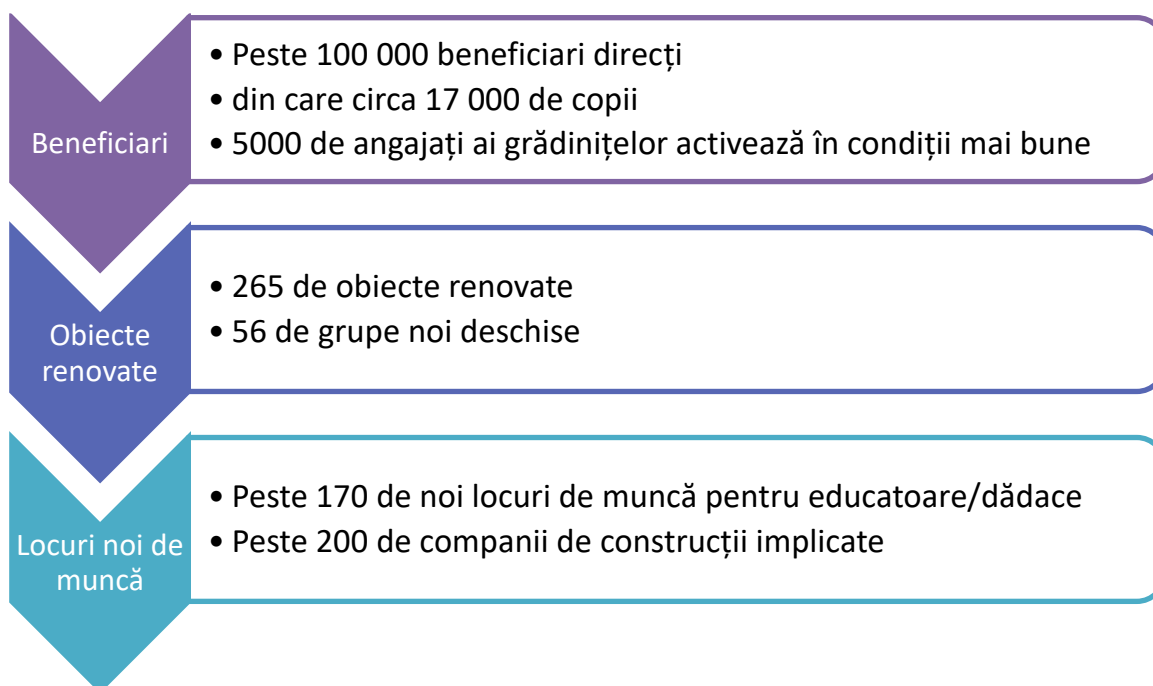 Beneficiari
• Peste 100 000 beneficiari direcți
• din care circa 17 000 de copii
• 5000 de angajați ai grădinițelor activează în condiții mai bune
Obiecte
renovate
• 265 de obiecte renovate
• 56 de grupe noi deschise
Locuri noi de
muncă
• Peste 170 de noi locuri de muncă pentru educatoare/dădace
• Peste 200 de companii de construcții implicate